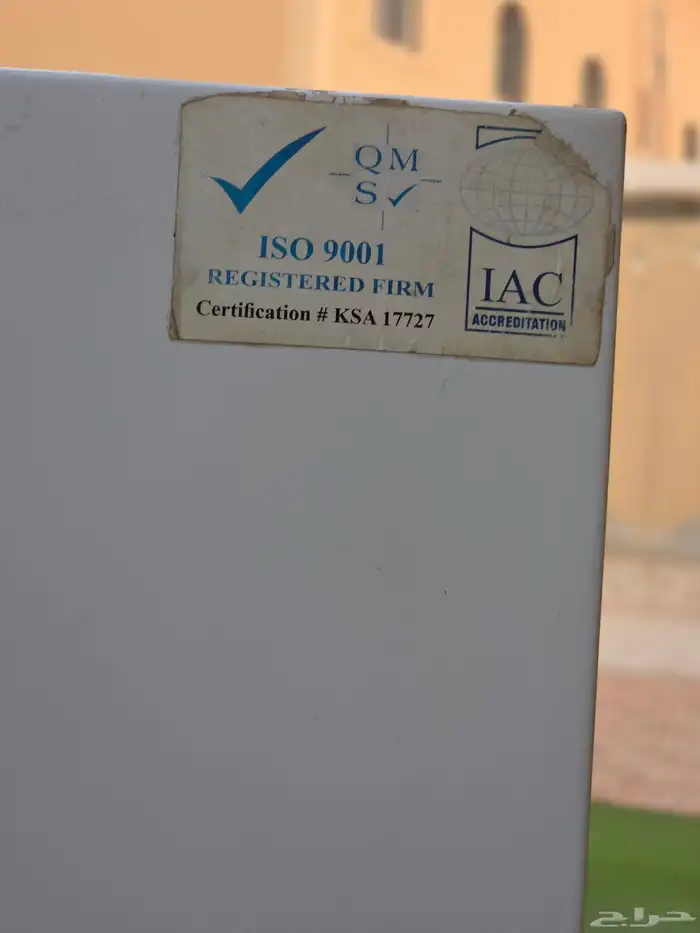 QM
S
ISO 9001
REGISTERED FIRM
Certification # KSA 17727
IAC
ACCREDITATION
حراج